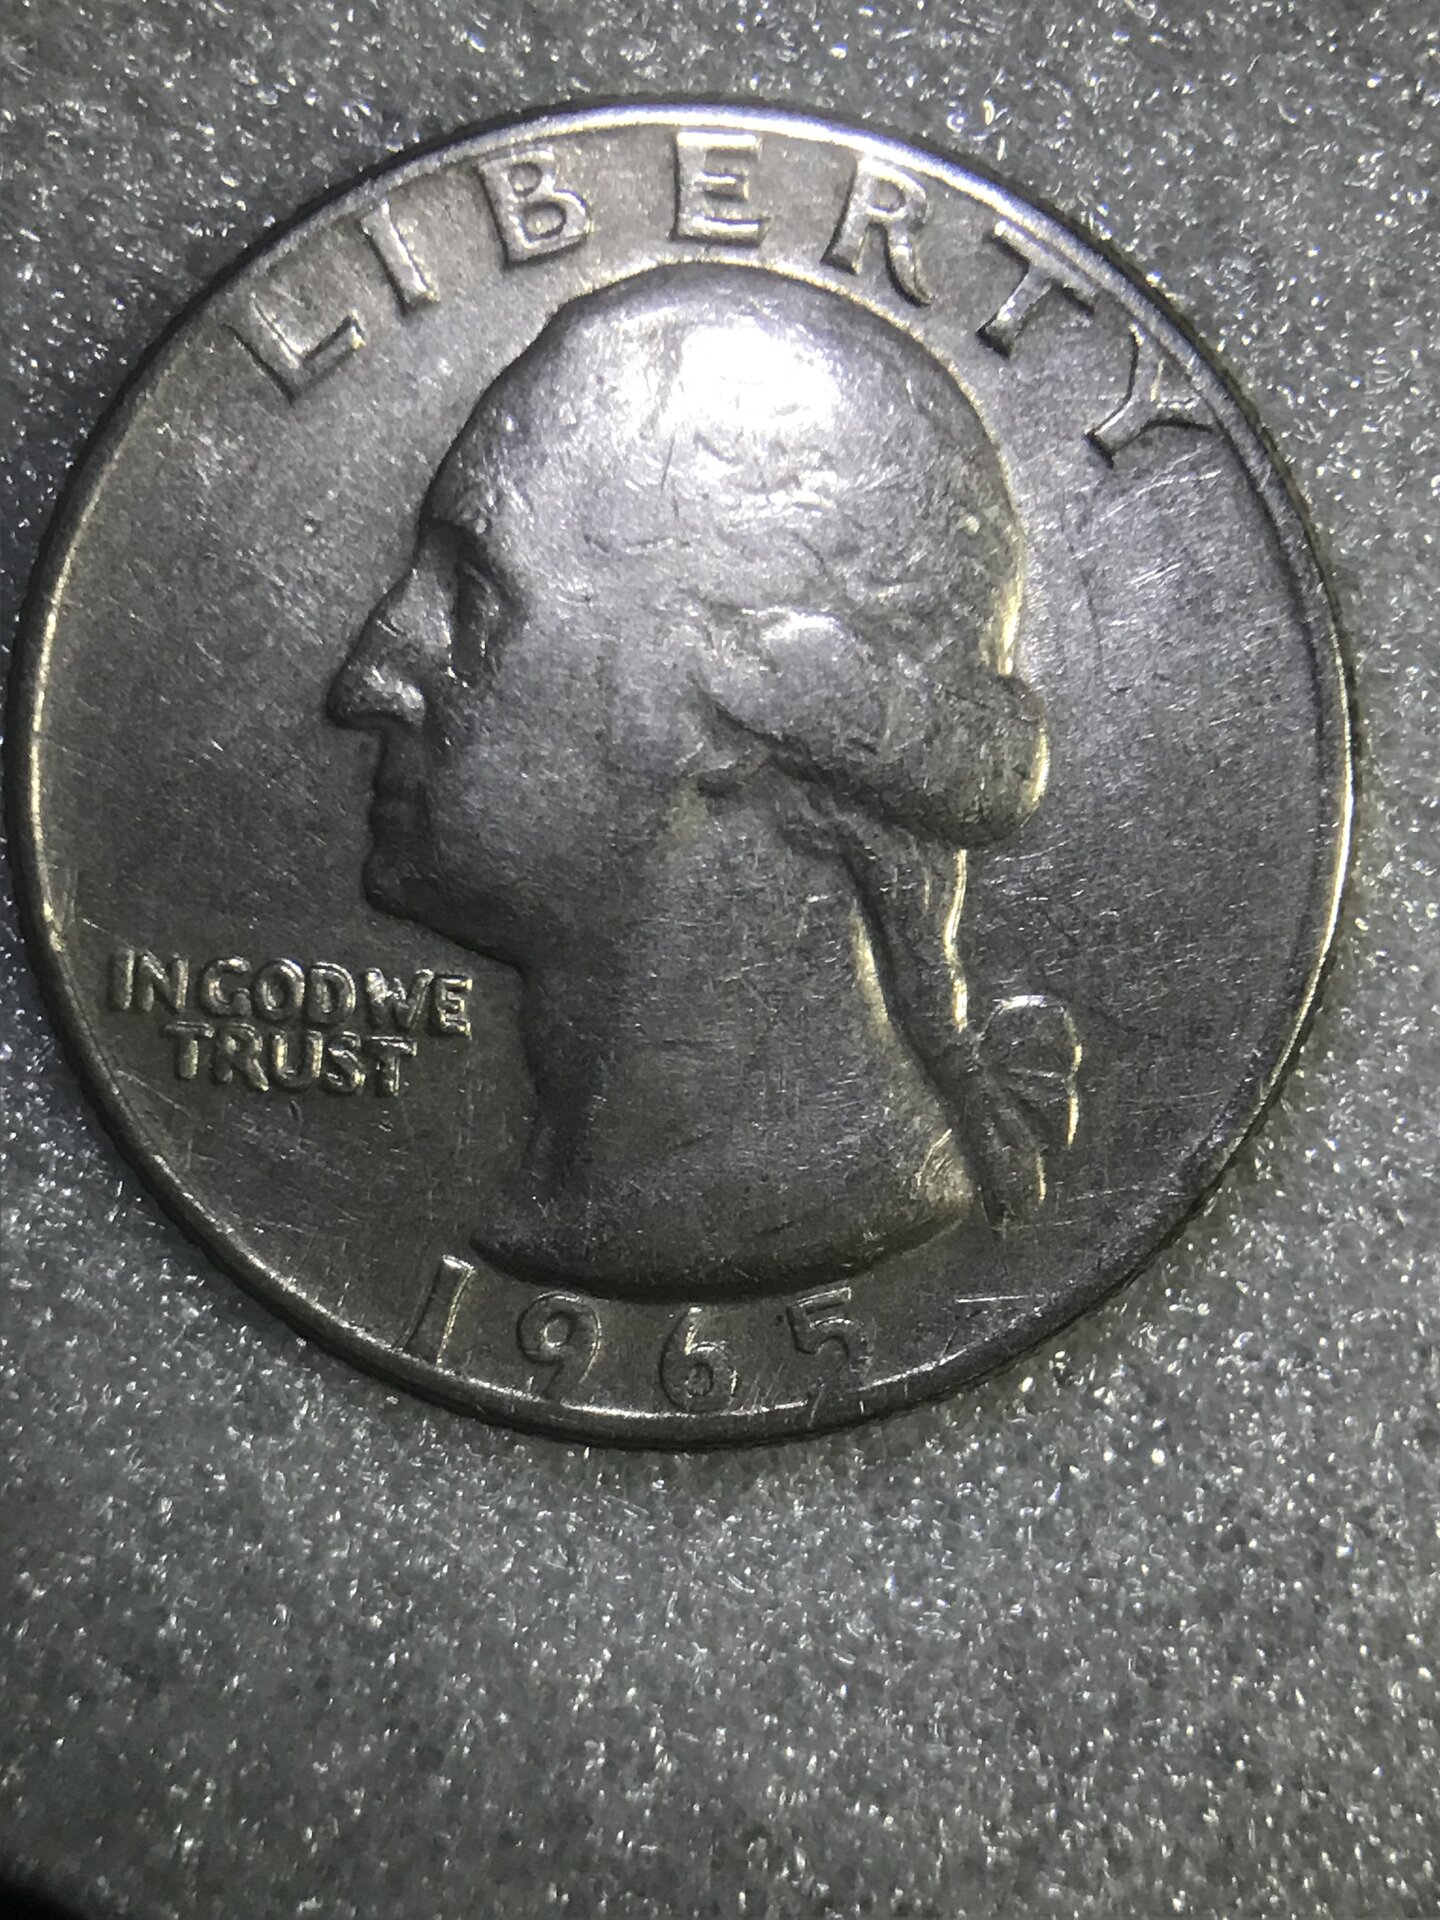 LIBERTY
IN GOD WE
TRUST
1965